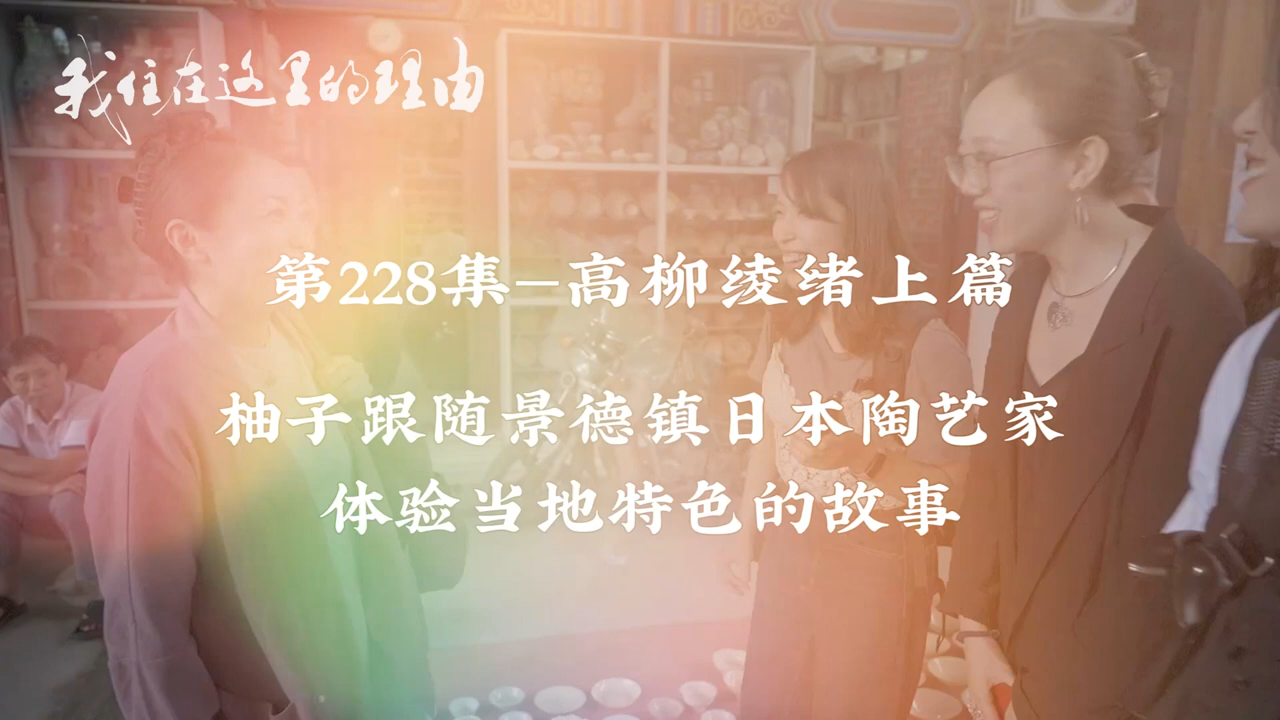 我住在这里的理由
第228集-高柳绫绪上篇
柚子跟随景德镇日本陶艺家
体验当地特色的故事